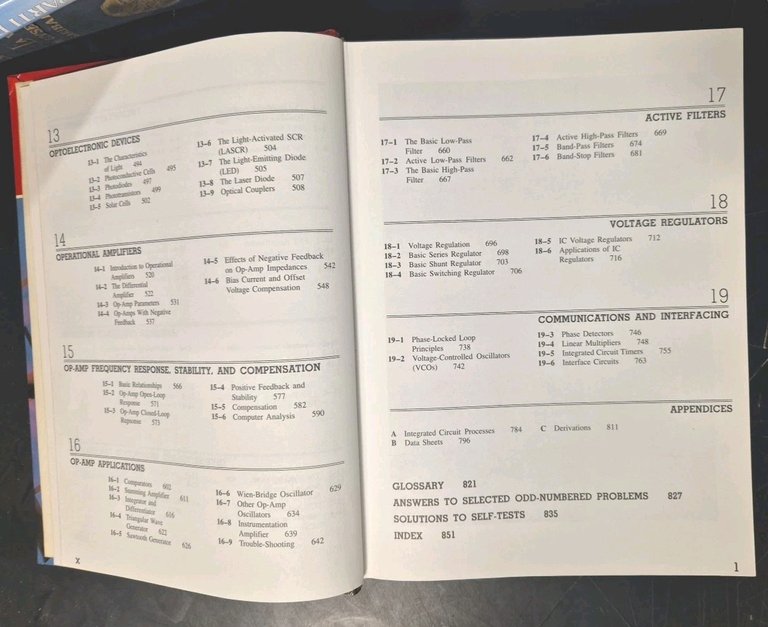 13
OPTOELECTRONIC DEVICES
13–1 The Characteristics
of Light 494
13–2 Photoconductive Cells 495
13–3 Photodiodes 497
13–4 Phototransistors 499
13–5 Solar Cells 502
13–6 The Light-Activated SCR
(LASCR) 504
13–7 The Light-Emitting Diode
(LED) 505
13–8 The Laser Diode 507
13–9 Optical Couplers 508
14
OPERATIONAL AMPLIFIERS
14–1 Introduction to Operational
Amplifiers 520
14–2 The Differential
Amplifier 522
14–3 Op-Amp Parameters 531
14–4 Op-Amps With Negative
Feedback 537
14–5 Effects of Negative Feedback
on Op-Amp Impedances 542
14–6 Bias Current and Offset
Voltage Compensation 548
15
OP-AMP FREQUENCY RESPONSE, STABILITY, AND COMPENSATION
15–1 Basic Relationships 566
15–2 Op-Amp Open-Loop
Response 571
15–3 Op-Amp Closed-Loop
Response 573
15–4 Positive Feedback and
Stability 577
15–5 Compensation 582
15–6 Computer Analysis 590
16
OP-AMP APPLICATIONS
16–1 Comparators 602
16–2 Summing Amplifier 611
16–3 Integrator and
Differentiator 616
16–4 Triangular Wave
Generator 622
16–5 Sawtooth Generator 626
16–6 Wien-Bridge Oscillator 629
16–7 Other Op-Amp
Oscillators 634
16–8 Instrumentation
Amplifier 639
16–9 Trouble-Shooting 642
X
17
ACTIVE FILTERS
17–1 The Basic Low-Pass
Filter 660
17–2 Active Low-Pass Filters 662
17–3 The Basic High-Pass
Filter 667
17–4 Active High-Pass Filters 669
17–5 Band-Pass Filters 674
17–6 Band-Stop Filters 681
18
VOLTAGE REGULATORS
18–1 Voltage Regulation 696
18–2 Basic Series Regulator 698
18–3 Basic Shunt Regulator 703
18–4 Basic Switching Regulator 706
18–5 IC Voltage Regulators 712
18–6 Applications of IC
Regulators 716
19
COMMUNICATIONS AND INTERFACING
19–1 Phase-Locked Loop
Principles 738
19–2 Voltage-Controlled Oscillators
(VCOs) 742
19–3 Phase Detectors 746
19–4 Linear Multipliers 748
19–5 Integrated Circuit Timers 755
19–6 Interface Circuits 763
APPENDICES
A Integrated Circuit Processes 784
B Data Sheets 796
C Derivations 811
GLOSSARY 821
ANSWERS TO SELECTED ODD-NUMBERED PROBLEMS 827
SOLUTIONS TO SELF-TESTS 835
INDEX 851
1